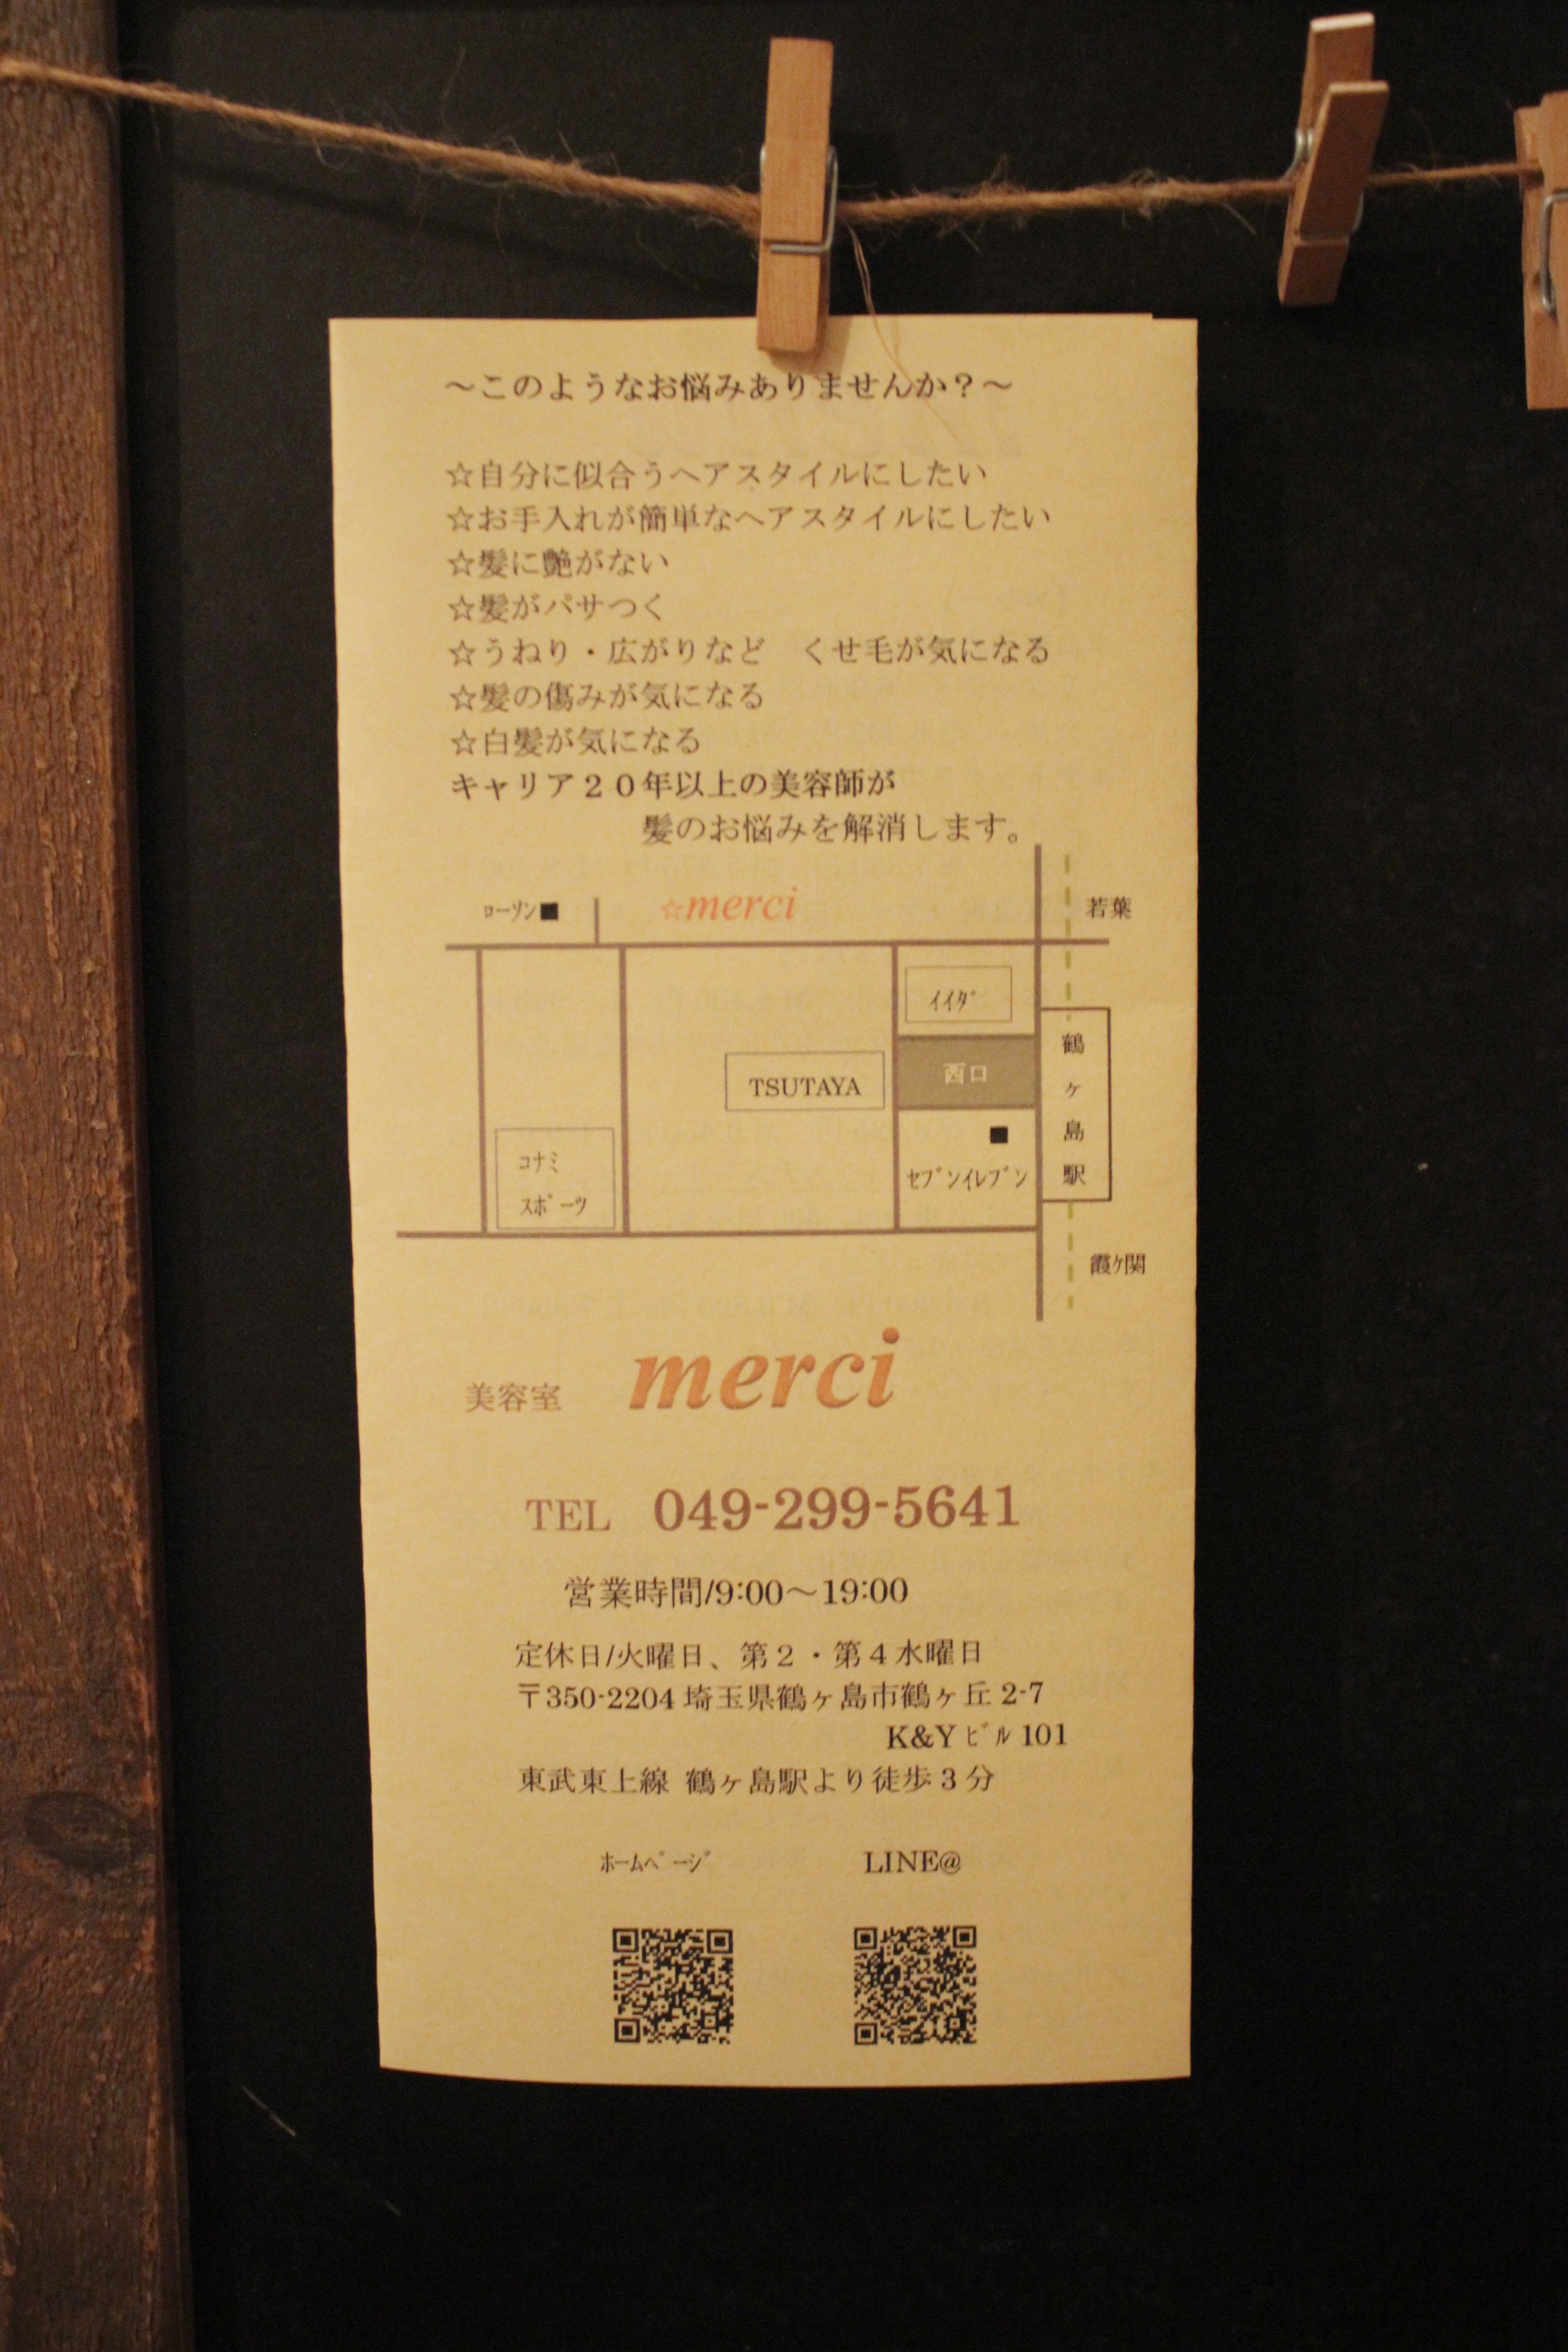 ～このようなお悩みありませんか？～
☆自分に似合うヘアスタイルにしたい
☆お手入れが簡単なヘアスタイルにしたい
☆髪に艶がない
☆髪がパサつく
☆うねり・広がりなど　くせ毛が気になる
☆髪の傷みが気になる
☆白髪が気になる
キャリア２０年以上の美容師が
髪のお悩みを解消します。
ﾛｰｿﾝ■ ☆merci 若葉
ｲｲﾀﾞ
西口
TSUTAYA
鶴ヶ島駅
ｾﾌﾞﾝｲﾚﾌﾞﾝ
ｺﾅﾐ
ｽﾎﾟｰﾂ
霞ｹ関
美容室 merci
TEL 049-299-5641
営業時間/9:00～19:00
定休日/火曜日、第２・第４水曜日
〒350-2204 埼玉県鶴ヶ島市鶴ヶ丘 2-7
K&Y ﾋﾞﾙ 101
東武東上線 鶴ヶ島駅より徒歩 3 分
ﾎｰﾑﾍﾟｰｼﾞ LINE@